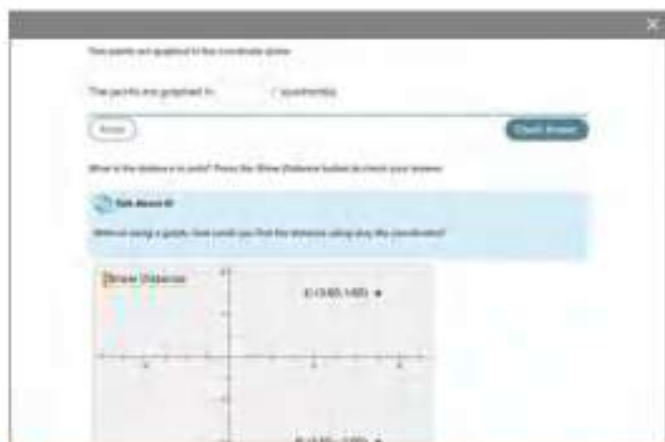 Two points are graphed in the coordinate plane.
The points are graphed in quadrant(s).
Reset
Check Answer
What is the distance in units? Press the Show Distance button to check your answer.
Talk About It!
Without using a graph, how could you find the distance using only the coordinates?
Show Distance